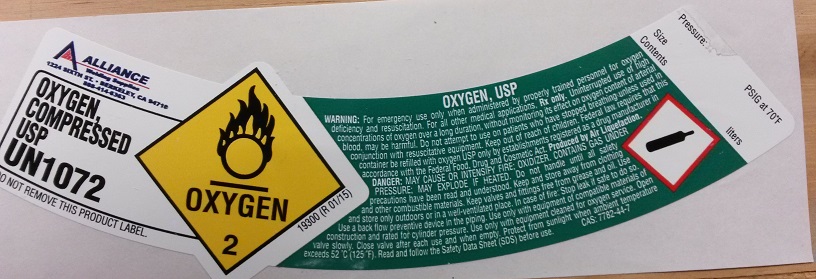 ALLIANCE
Welding Supplies
1224 SIXTH ST. • BERKELEY, CA 94710
OXYGEN,
COMPRESSED
USP
UN1072
DO NOT REMOVE THIS PRODUCT LABEL.
OXYGEN
2
19300 (R 01/15)
OXYGEN, USP
WARNING: For emergency use only when administered by properly trained personnel for oxygen
deficiency and resuscitation. For all other medical applications, Rx only. Uninterrupted use of high
concentrations of oxygen over a long duration, without monitoring its effect on oxygen content of arterial
blood, may be harmful. Do not attempt to use on patients who have stopped breathing unless used in
conjunction with resuscitative equipment. Keep out of reach of children. Federal law requires that this
container be refilled with oxygen USP only by establishments registered as a drug manufacturer in
accordance with the Federal Food, Drug and Cosmetic Act. Produced by Air Liquefaction.
DANGER: MAY CAUSE OR INTENSIFY FIRE; OXIDIZER. CONTAINS GAS UNDER
PRESSURE; MAY EXPLODE IF HEATED. Do not handle until all safety
precautions have been read and understood. Keep and store away from clothing
and other combustible materials. Keep valves and fittings free from grease and oil. Use
and store only outdoors or in a well-ventilated place. In case of fire: Stop leak if safe to do so.
Use a back flow preventive device in the piping. Use only with equipment of compatible materials of
construction and rated for cylinder pressure. Use only with equipment cleaned for oxygen service. Open
valve slowly. Close valve after each use and when empty. Protect from sunlight when ambient temperature
exceeds 52°C (125°F). Read and follow the Safety Data Sheet (SDS) before use.
CAS: 7782-44-7
Size
Contents
liters
Pressure:
PSIG at 70°F